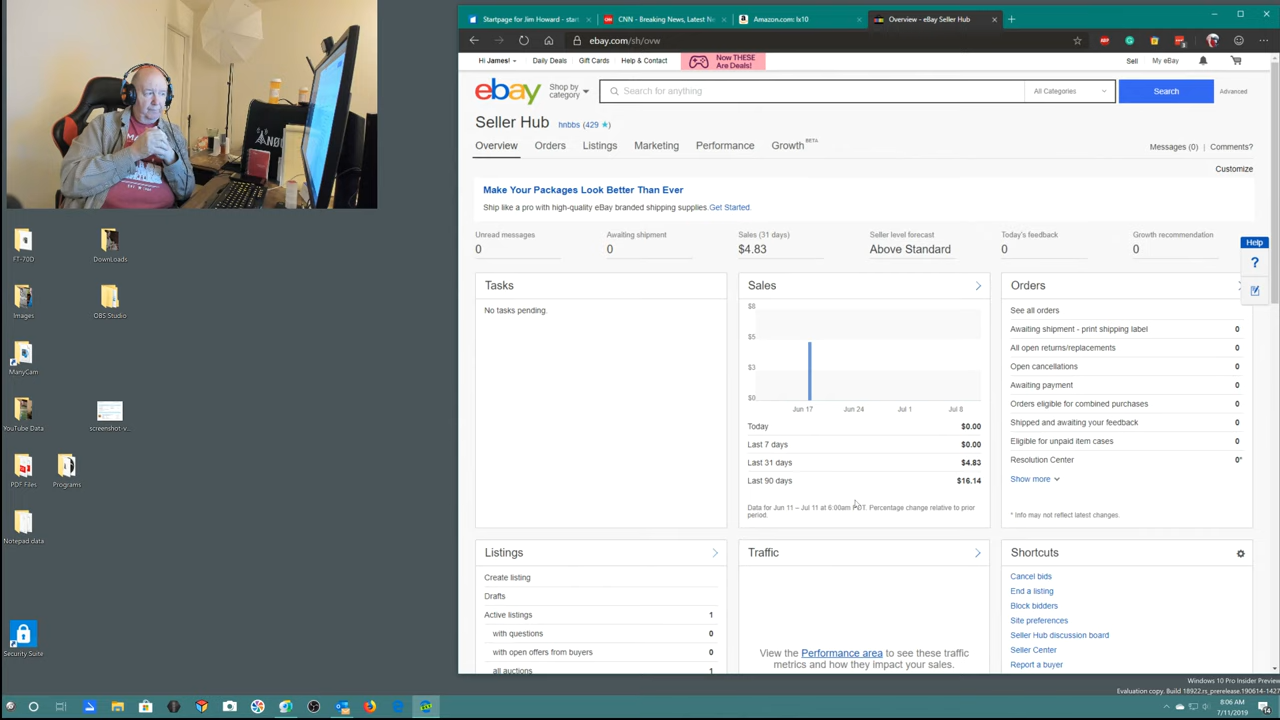 Startpage for Jim Howard - start
CNN - Breaking News, Latest Ne
Amazon.com: lx10
Overview - eBay Seller Hub
ebay.com/sh/ovw
Hi James!
Daily Deals
Gift Cards
Help & Contact
Now THESE
Are Deals!
Sell
My eBay
ebay
Shop by
category
Search for anything
All Categories
Search
Advanced
Seller Hub
hnbbs (429 ★)
Overview
Orders
Listings
Marketing
Performance
Growth BETA
Messages (0)
Comments?
Customize
Make Your Packages Look Better Than Ever
Ship like a pro with high-quality eBay branded shipping supplies. Get Started.
Unread messages
0
Awaiting shipment
0
Sales (31 days)
$4.83
Seller level forecast
Above Standard
Today's feedback
0
Growth recommendation
0
Help
?
Tasks
No tasks pending.
Sales
$8
$5
$3
$0
Jun 17
Jun 24
Jul 1
Jul 8
Today $0.00
Last 7 days $0.00
Last 31 days $4.83
Last 90 days $16.14
Data for Jun 11 – Jul 11 at 6:00am PDT. Percentage change relative to prior
period.
Orders
See all orders
Awaiting shipment - print shipping label 0
All open returns/replacements 0
Open cancellations 0
Awaiting payment 0
Orders eligible for combined purchases 0
Shipped and awaiting your feedback 0
Eligible for unpaid item cases 0
Resolution Center 0*
Show more
* Info may not reflect latest changes.
Listings
Create listing
Drafts
Active listings 1
with questions 0
with open offers from buyers 0
all auctions 1
Traffic
View the Performance area to see these traffic
metrics and how they impact your sales.
Shortcuts
Cancel bids
End a listing
Block bidders
Site preferences
Seller Hub discussion board
Seller Center
Report a buyer
FT-70D
DownLoads
Images
OBS Studio
ManyCam
YouTube Data
screenshot-v...
PDF Files
Programs
Notepad data
Security Suite
Windows 10 Pro Insider Preview
Evaluation copy. Build 18922.rs_prerelease.190614-1427
8:06 AM
7/11/2019